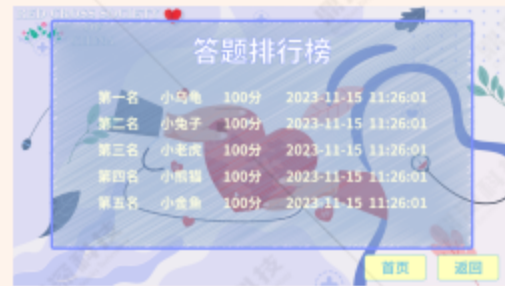 答题排行榜
第一名 小乌龟 100分 2023-11-15 11:26:01
第二名 小兔子 100分 2023-11-15 11:26:01
第三名 小老虎 100分 2023-11-15 11:26:01
第四名 小熊猫 100分 2023-11-15 11:26:01
第五名 小金鱼 100分 2023-11-15 11:26:01
首页 返回